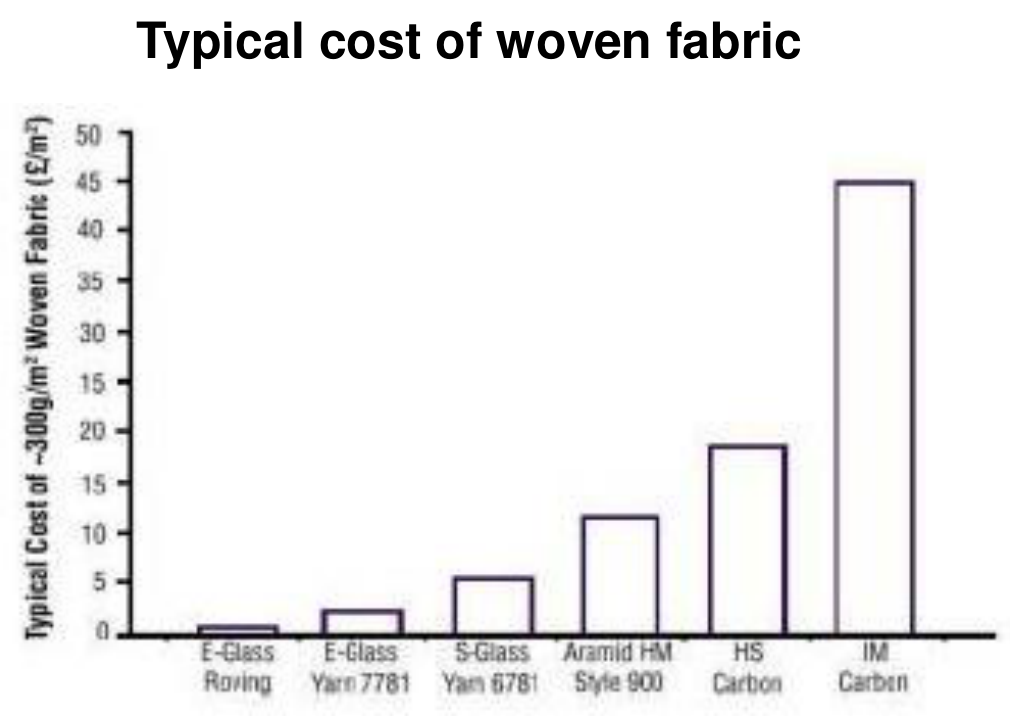 Typical cost of woven fabric
Typical Cost of ~300g/m² Woven Fabric (£/m²)
50
45
40
35
30
15
20
15
10
5
0
E-Glass Roving
E-Glass Yarn 7781
S-Glass Yarn 6781
Aramid HM Style 900
HS Carbon
IM Carbon